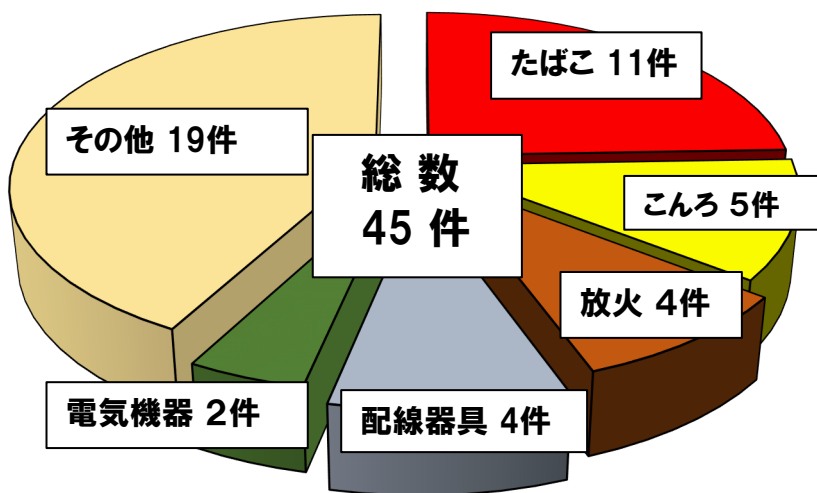 たばこ 11件
こんろ 5件
放火 4件
配線器具 4件
電気機器 2件
その他 19件
総 数
45 件